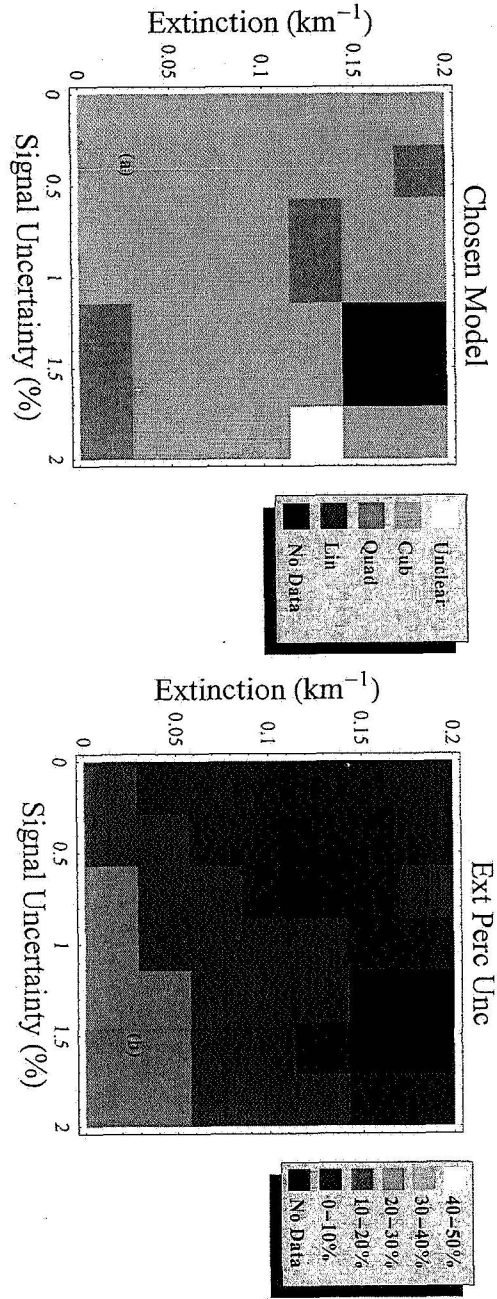 Chosen Model
Extinction (km⁻¹)
0.2
0.15
0.1
0.05
0
0
0.5
1
1.5
2
Signal Uncertainty (%)
(a)
Unclear
Cub
Quad
Lin
No Data
Ext Perc Unc
Extinction (km⁻¹)
0.2
0.15
0.1
0.05
0
0
0.5
1
1.5
2
Signal Uncertainty (%)
(b)
40-50%
30-40%
20-30%
10-20%
0-10%
No Data